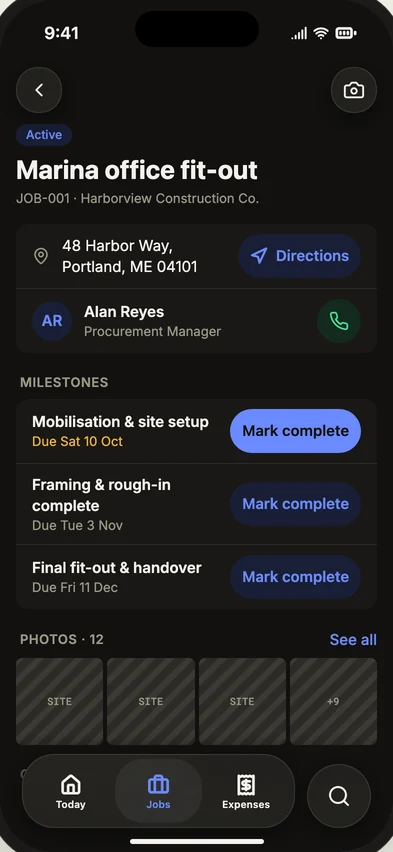 9:41
Active
Marina office fit-out
JOB-001 · Harborview Construction Co.
48 Harbor Way,
Portland, ME 04101
Directions
AR
Alan Reyes
Procurement Manager
MILESTONES
Mobilisation & site setup
Due Sat 10 Oct
Mark complete
Framing & rough-in
complete
Due Tue 3 Nov
Mark complete
Final fit-out & handover
Due Fri 11 Dec
Mark complete
PHOTOS · 12
See all
SITE
SITE
SITE
+9
Today
Jobs
Expenses